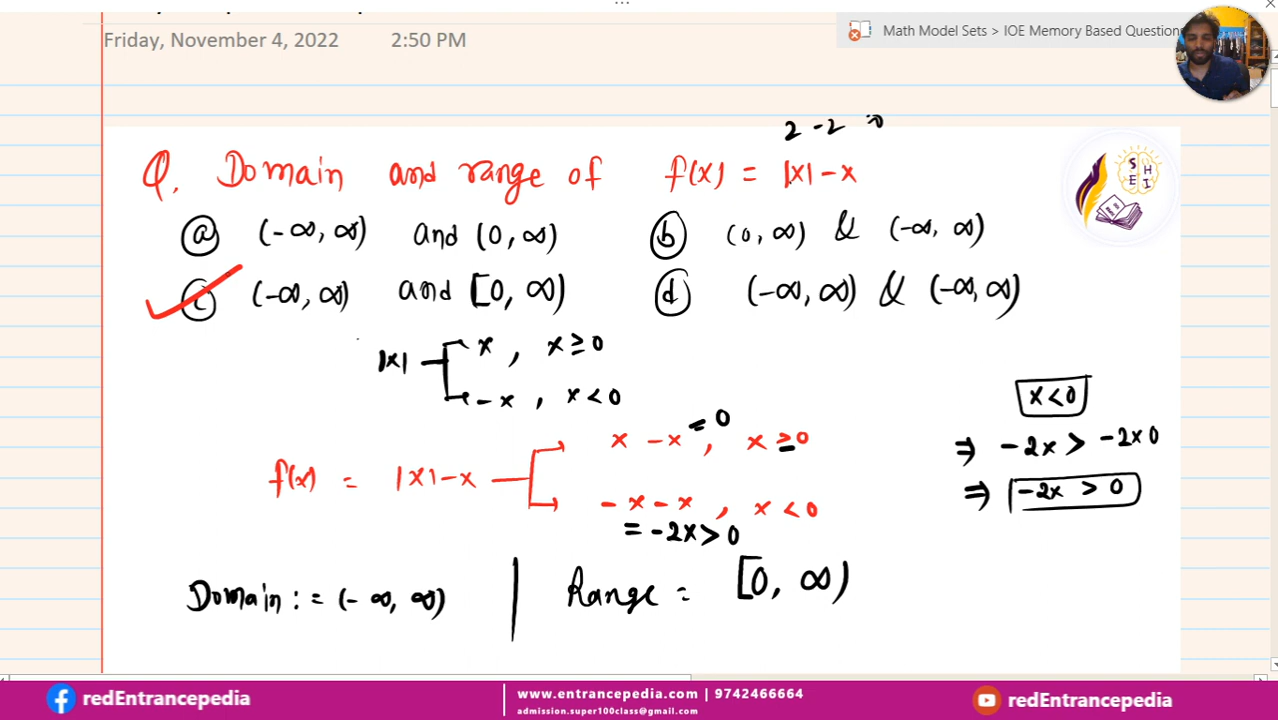 Friday, November 4, 2022 2:50 PM
Math Model Sets > IOE Memory Based Question
2 -2 =0
Q. Domain and range of f(x) = |x| - x
(a) (-∞, ∞) and (0, ∞) (b) (0, ∞) & (-∞, ∞)
(c) (-∞, ∞) and [0, ∞) (d) (-∞, ∞) & (-∞, ∞)
S H
E I
|x| x , x ≥ 0
- x , x < 0
x < 0
x - x = 0 , x ≥ 0
⇒ -2x > -2x0
f(x) = |x| - x
⇒ -2x > 0
- x - x , x < 0
= -2x > 0
Domain : = (- ∞, ∞) Range = [0, ∞)
redEntrancepedia
www.entrancepedia.com | 9742466664
admission.super100class@gmail.com
redEntrancepedia